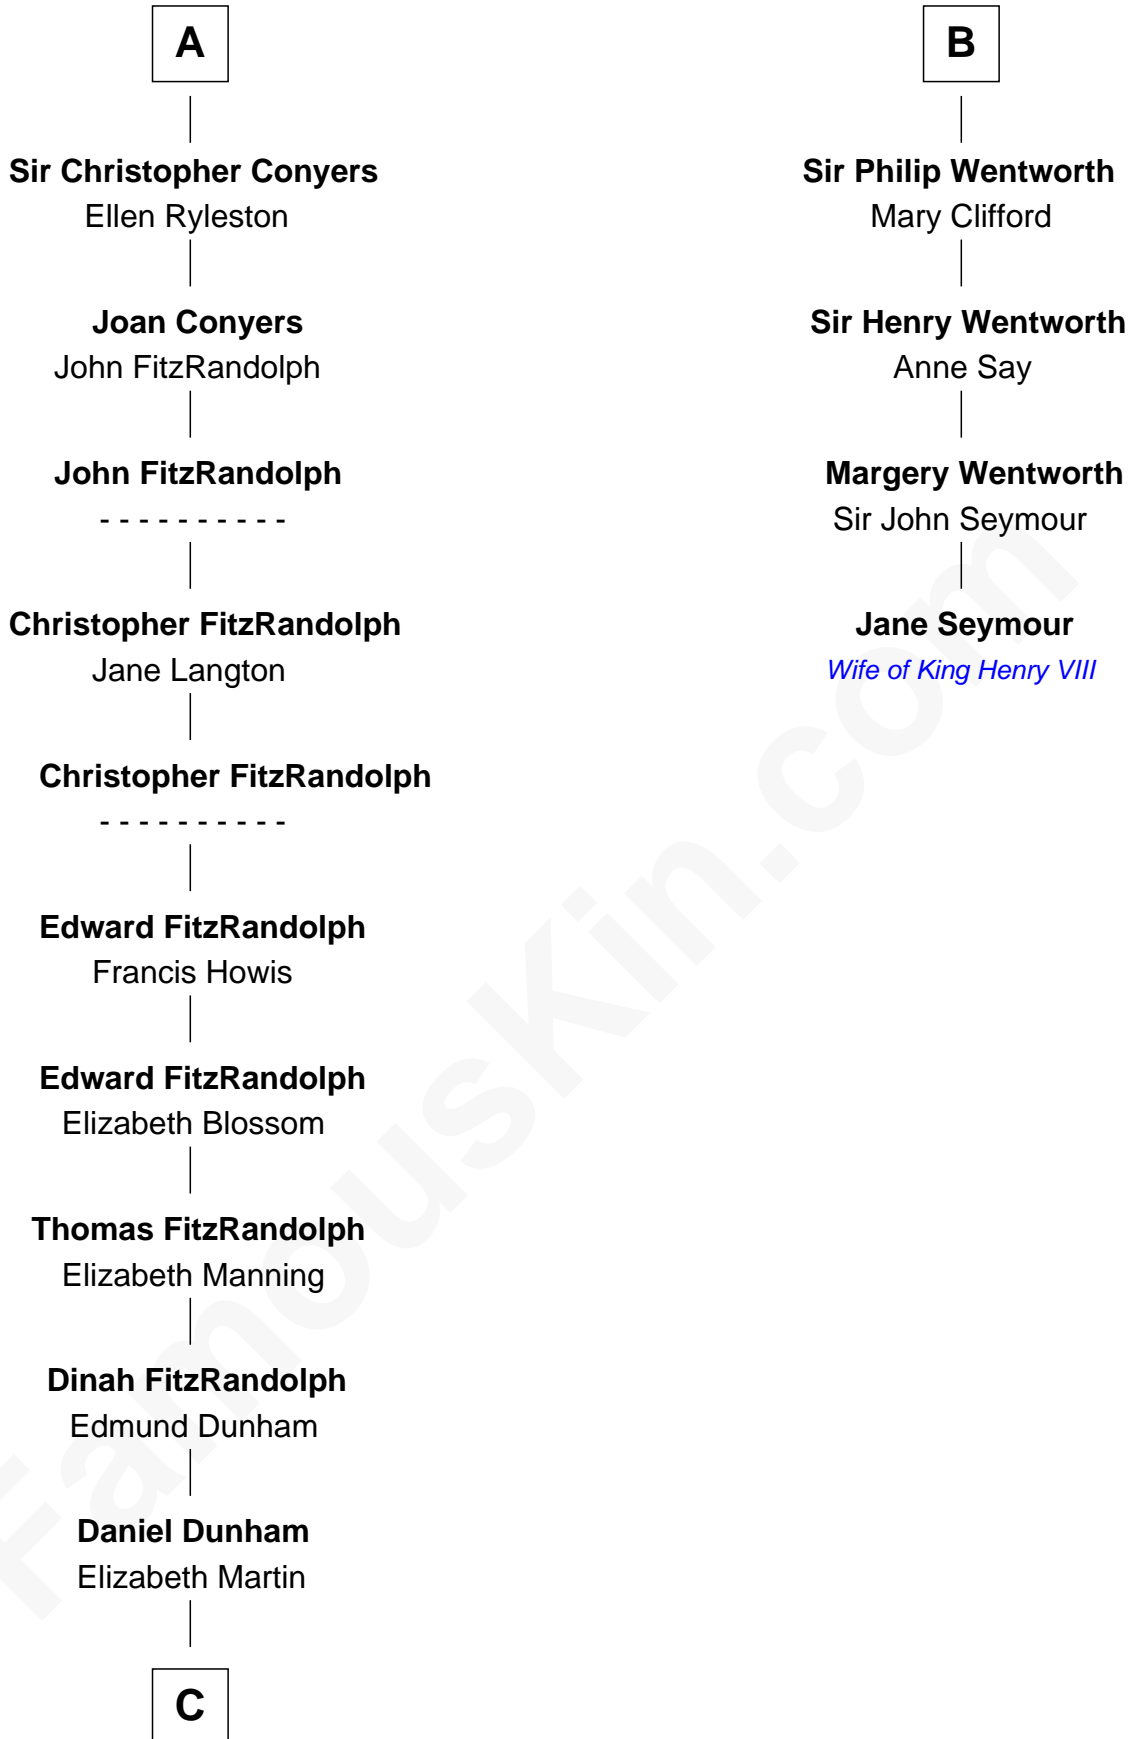 A
Sir Christopher Conyers
Ellen Ryleston
Joan Conyers
John FitzRandolph
John FitzRandolph
- - - - - - - - - -
Christopher FitzRandolph
Jane Langton
Christopher FitzRandolph
- - - - - - - - - -
Edward FitzRandolph
Francis Howis
Edward FitzRandolph
Elizabeth Blossom
Thomas FitzRandolph
Elizabeth Manning
Dinah FitzRandolph
Edmund Dunham
Daniel Dunham
Elizabeth Martin
C
B
Sir Philip Wentworth
Mary Clifford
Sir Henry Wentworth
Anne Say
Margery Wentworth
Sir John Seymour
Jane Seymour
Wife of King Henry VIII
FamousKin.com